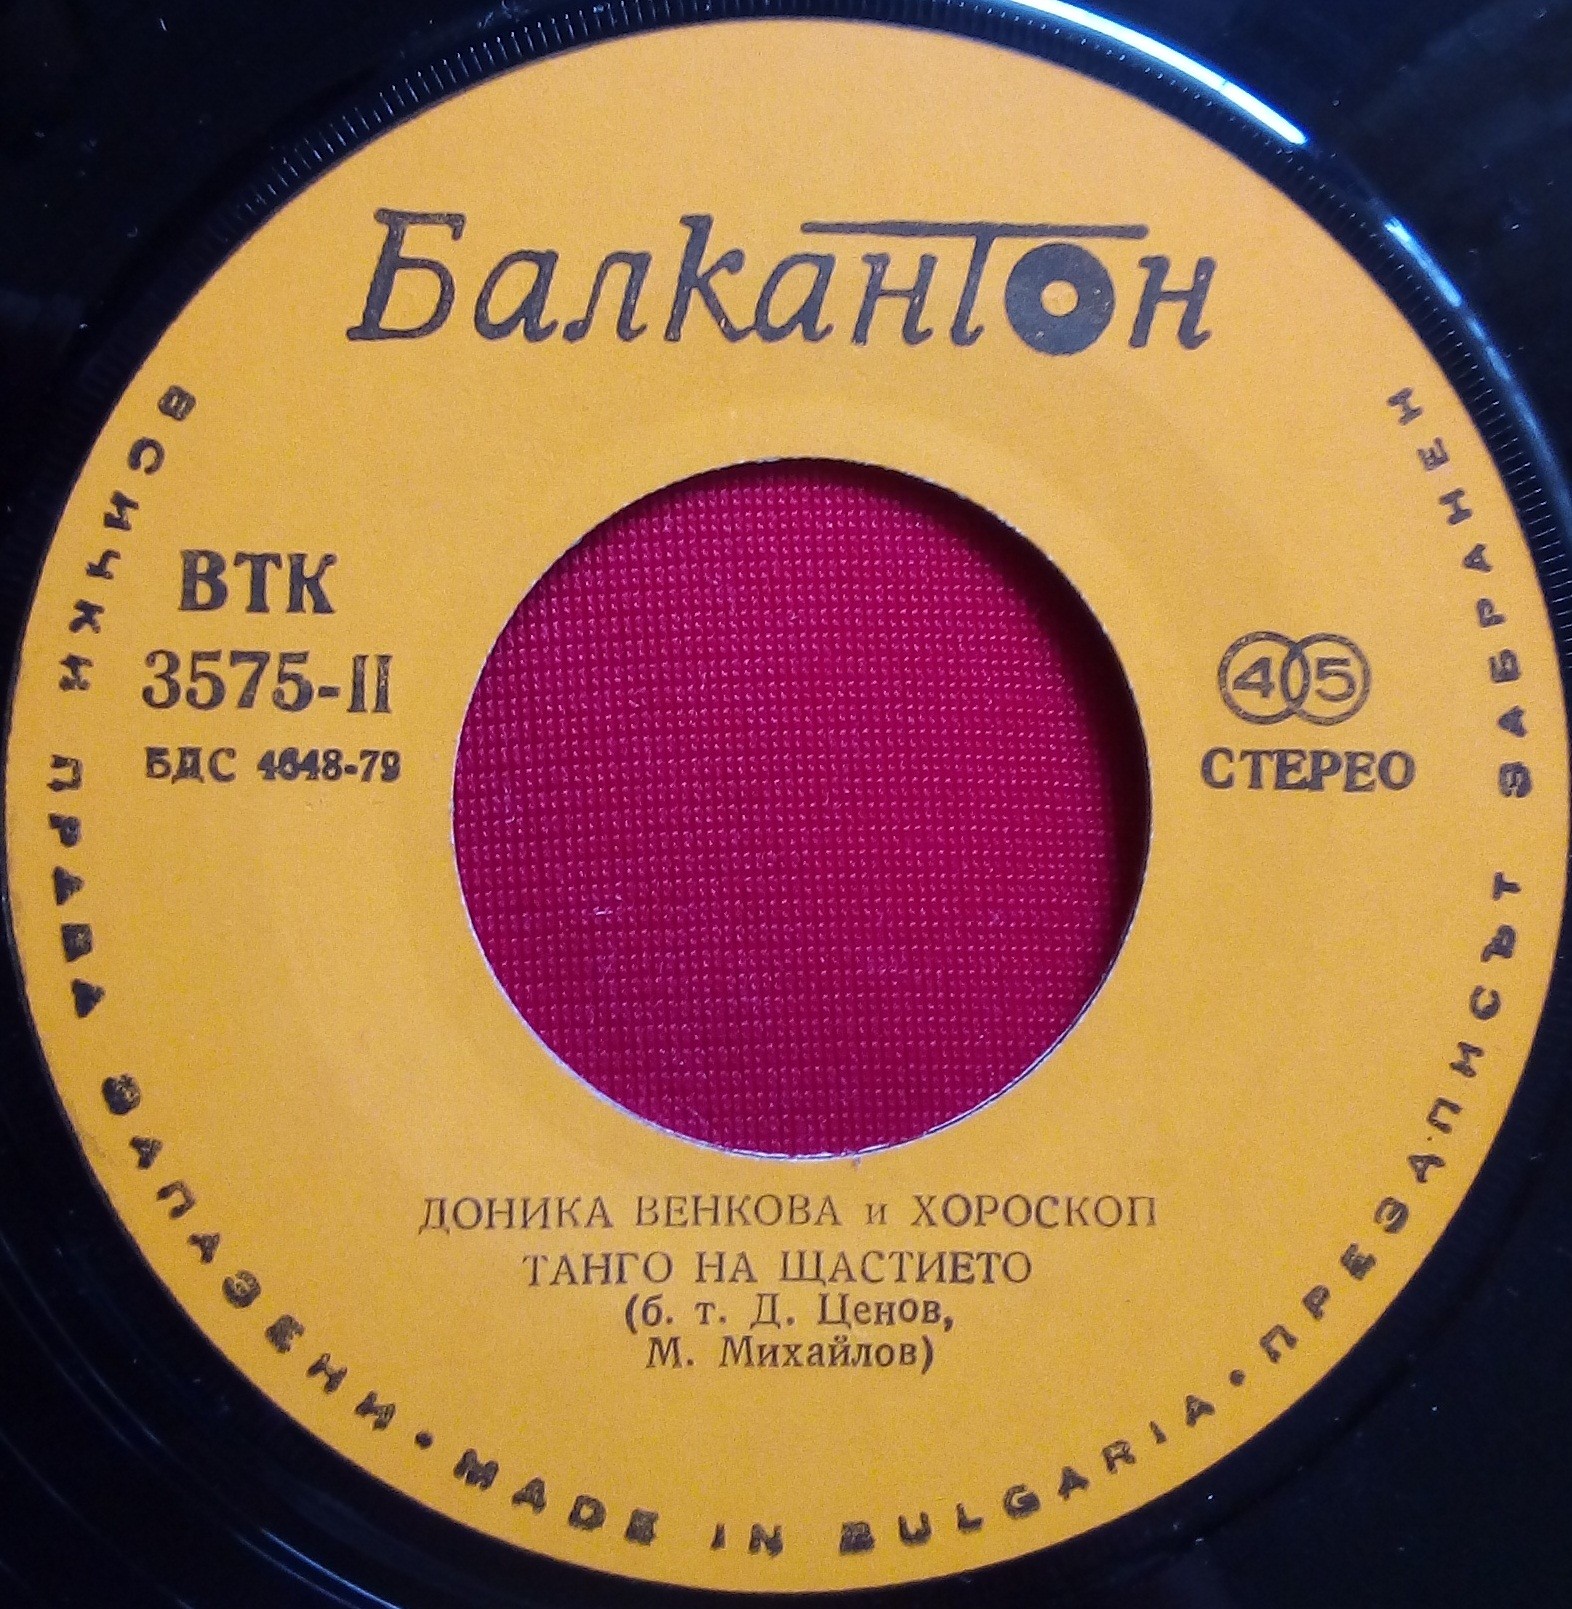 Балкантон
ВТК
3575-II
БДС 4648-79
45
СТЕРЕО
ДОНИКА ВЕНКОВА и ХОРОСКОП
ТАНГО НА ЩАСТИЕТО
(б. т. Д. Ценов,
М. Михайлов)
ВСИЧКИ ПРАВА ЗАПАЗЕНИ · MADE IN BULGARIA · ПРЕЗАПИСЪТ ЗАБРАНЕН